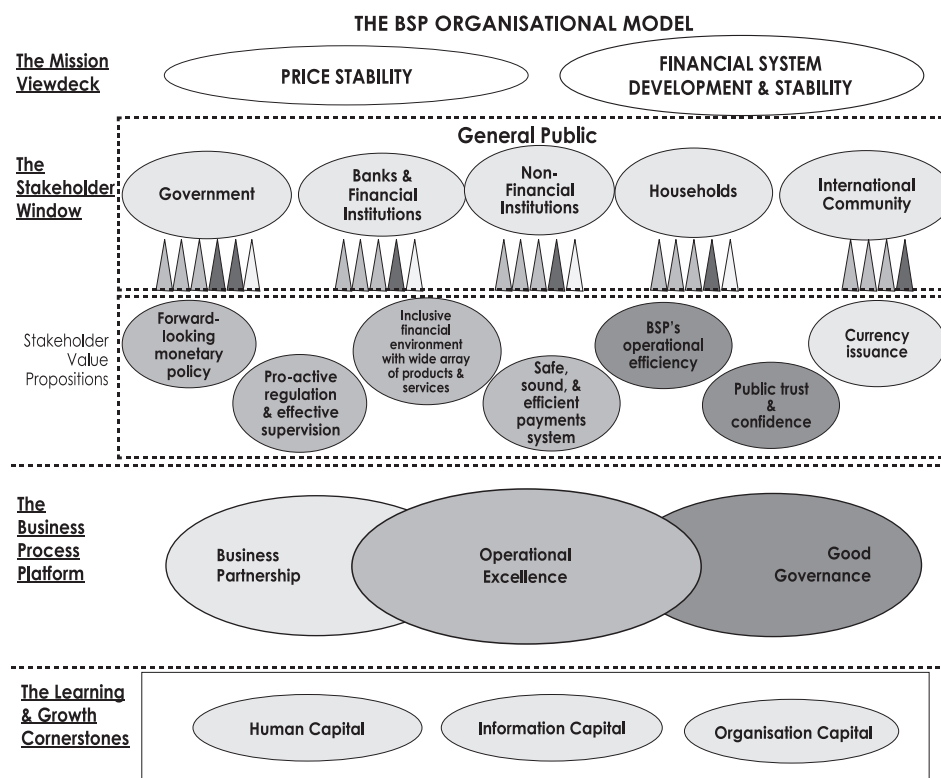 THE BSP ORGANISATIONAL MODEL
The Mission
Viewdeck
PRICE STABILITY
FINANCIAL SYSTEM
DEVELOPMENT & STABILITY
General Public
The
Stakeholder
Window
Government
Banks &
Financial
Institutions
Non-
Financial
Institutions
Households
International
Community
Stakeholder
Value
Propositions
Forward-
looking
monetary
policy
Pro-active
regulation
& effective
supervision
Inclusive
financial
environment
with wide array
of products &
services
Safe,
sound, &
efficient
payments
system
BSP's
operational
efficiency
Public trust
&
confidence
Currency
issuance
The
Business
Process
Platform
Business
Partnership
Operational
Excellence
Good
Governance
The Learning
& Growth
Cornerstones
Human Capital
Information Capital
Organisation Capital